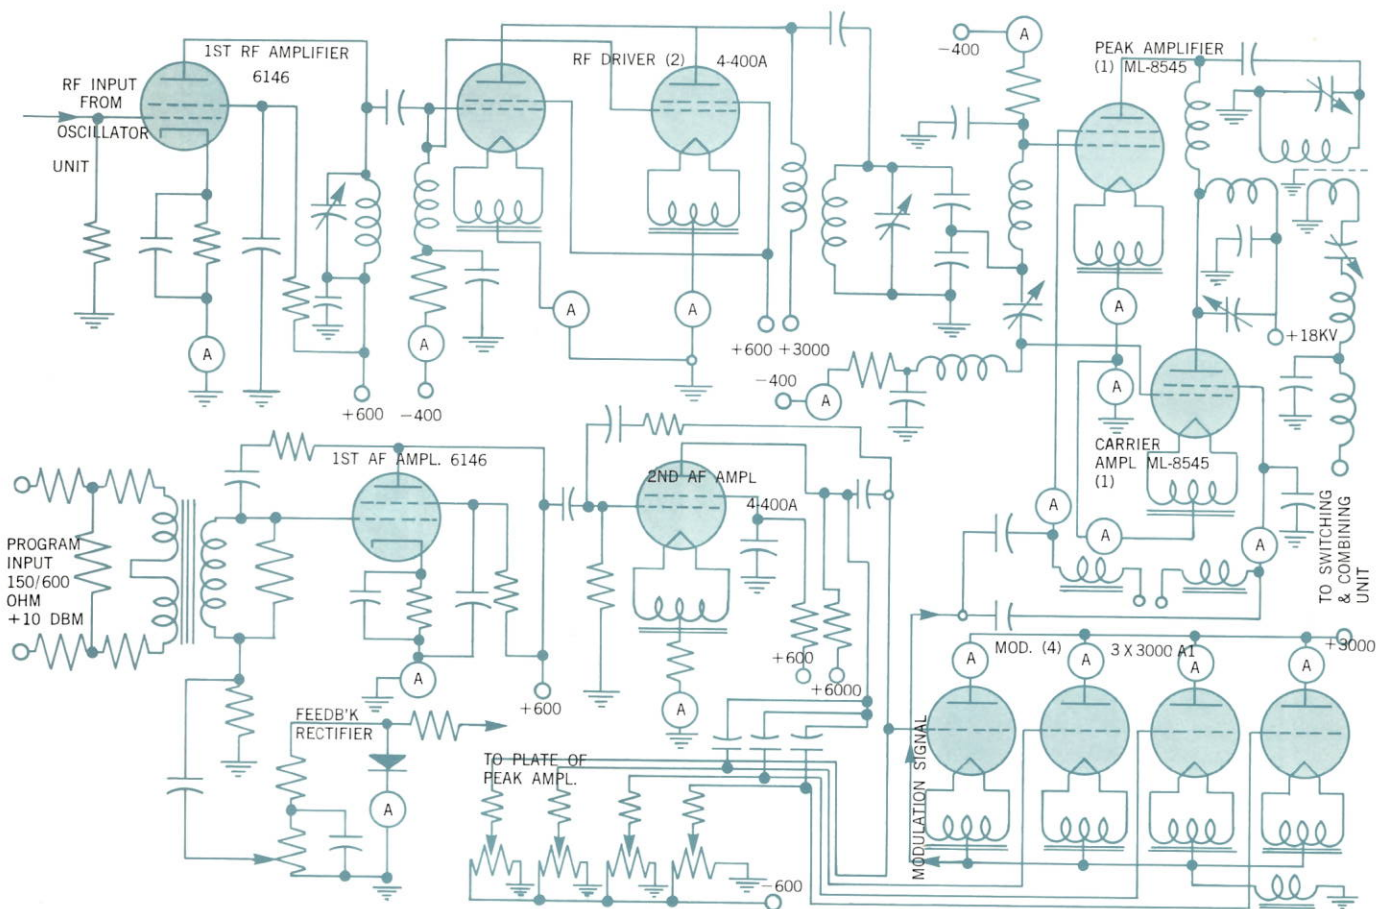 1ST RF AMPLIFIER
6146
RF INPUT
FROM
OSCILLATOR
UNIT
A
+600
A
-400
RF DRIVER (2) 4-400A
A
A
+600 +3000
-400
A
PEAK AMPLIFIER
(1) ML-8545
-400
A
A
A
+18KV
CARRIER
AMPL ML-8545
(1)
A
A
A
TO SWITCHING
& COMBINING
UNIT
PROGRAM
INPUT
150/600
OHM
+10 DBM
1ST AF AMPL. 6146
A
+600
2ND AF AMPL
4-400A
A
+600
+6000
FEEDB'K
RECTIFIER
A
TO PLATE OF
PEAK AMPL.
-600
MODULATION SIGNAL
MOD. (4) 3 X 3000 A1
A
A
A
A
+3000